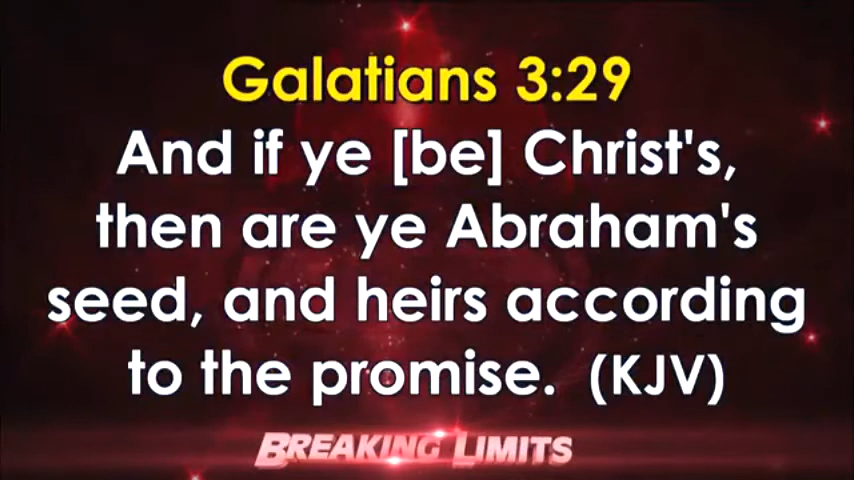 Galatians 3:29
And if ye [be] Christ's,
then are ye Abraham's
seed, and heirs according
to the promise. (KJV)
BREAKING LIMITS